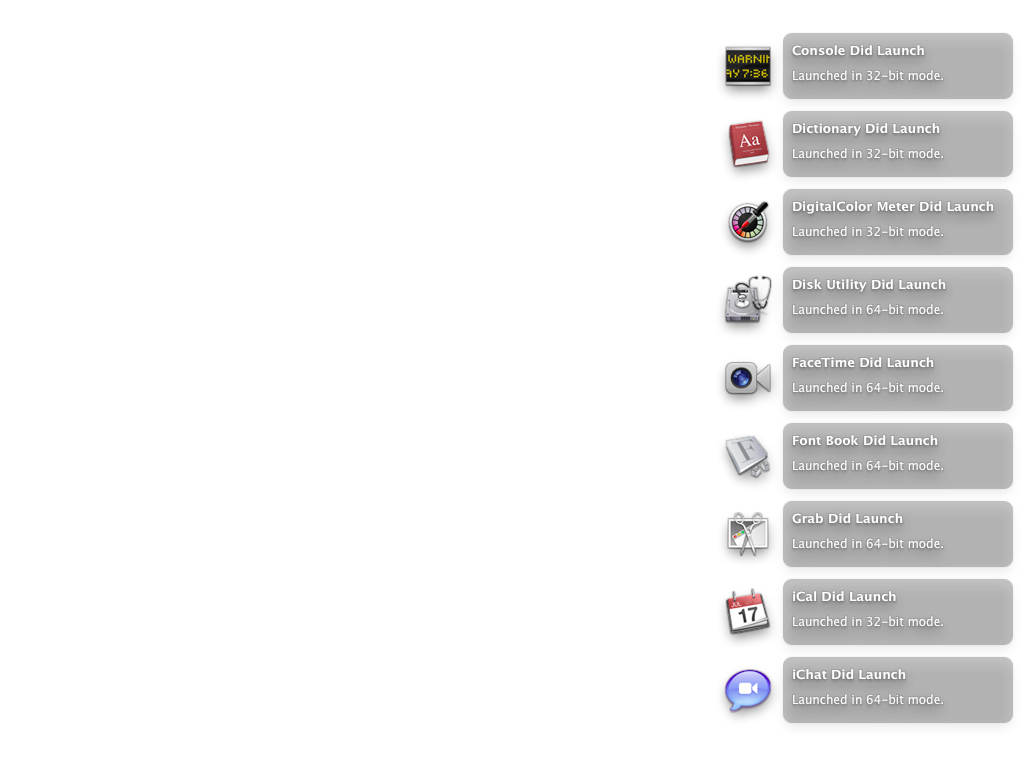 WARNIN
AY 7:36
Console Did Launch
Launched in 32-bit mode.
Aa
Dictionary Did Launch
Launched in 32-bit mode.
DigitalColor Meter Did Launch
Launched in 32-bit mode.
Disk Utility Did Launch
Launched in 64-bit mode.
FaceTime Did Launch
Launched in 64-bit mode.
F
Font Book Did Launch
Launched in 64-bit mode.
Grab Did Launch
Launched in 64-bit mode.
JUL
17
iCal Did Launch
Launched in 32-bit mode.
iChat Did Launch
Launched in 64-bit mode.